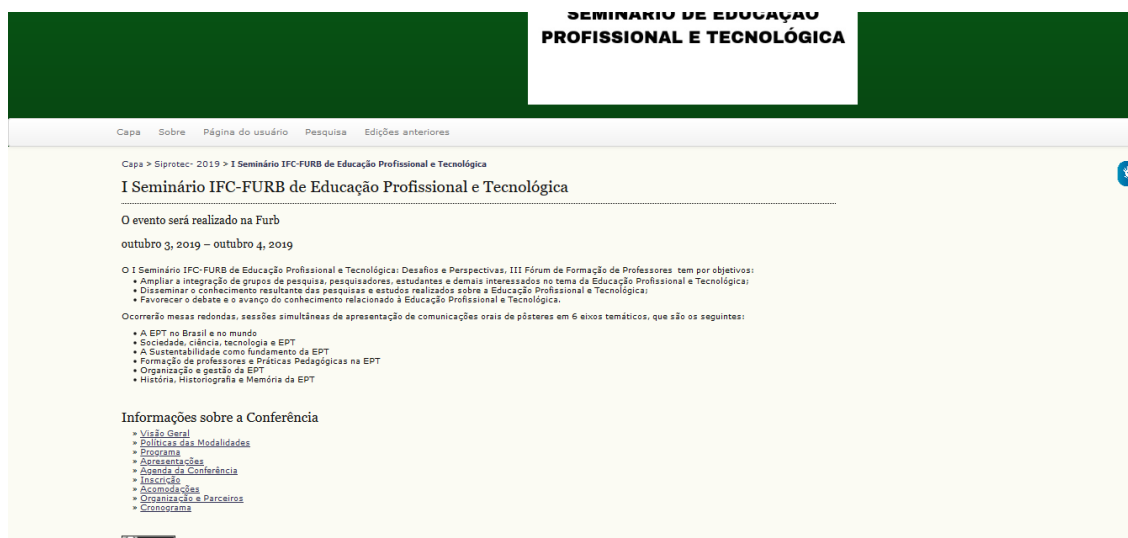 SEMINÁRIO DE EDUCAÇÃO
PROFISSIONAL E TECNOLÓGICA
Capa Sobre Página do usuário Pesquisa Edições anteriores
Capa > Siprotec- 2019 > I Seminário IFC-FURB de Educação Profissional e Tecnológica
I Seminário IFC-FURB de Educação Profissional e Tecnológica
O evento será realizado na Furb
outubro 3, 2019 – outubro 4, 2019
O I Seminário IFC-FURB de Educação Profissional e Tecnológica: Desafios e Perspectivas, III Fórum de Formação de Professores tem por objetivos:
• Ampliar a integração de grupos de pesquisa, pesquisadores, estudantes e demais interessados no tema da Educação Profissional e Tecnológica;
• Disseminar o conhecimento resultante das pesquisas e estudos realizados sobre a Educação Profissional e Tecnológica;
• Favorecer o debate e o avanço do conhecimento relacionado à Educação Profissional e Tecnológica.
Ocorrerão mesas redondas, sessões simultâneas de apresentação de comunicações orais de pôsteres em 6 eixos temáticos, que são os seguintes:
• A EPT no Brasil e no mundo
• Sociedade, ciência, tecnologia e EPT
• A Sustentabilidade como fundamento da EPT
• Formação de professores e Práticas Pedagógicas na EPT
• Organização e gestão da EPT
• História, Historiografia e Memória da EPT
Informações sobre a Conferência
» Visão Geral
» Políticas das Modalidades
» Programa
» Apresentações
» Agenda da Conferência
» Inscrição
» Acomodações
» Organização e Parceiros
» Cronograma